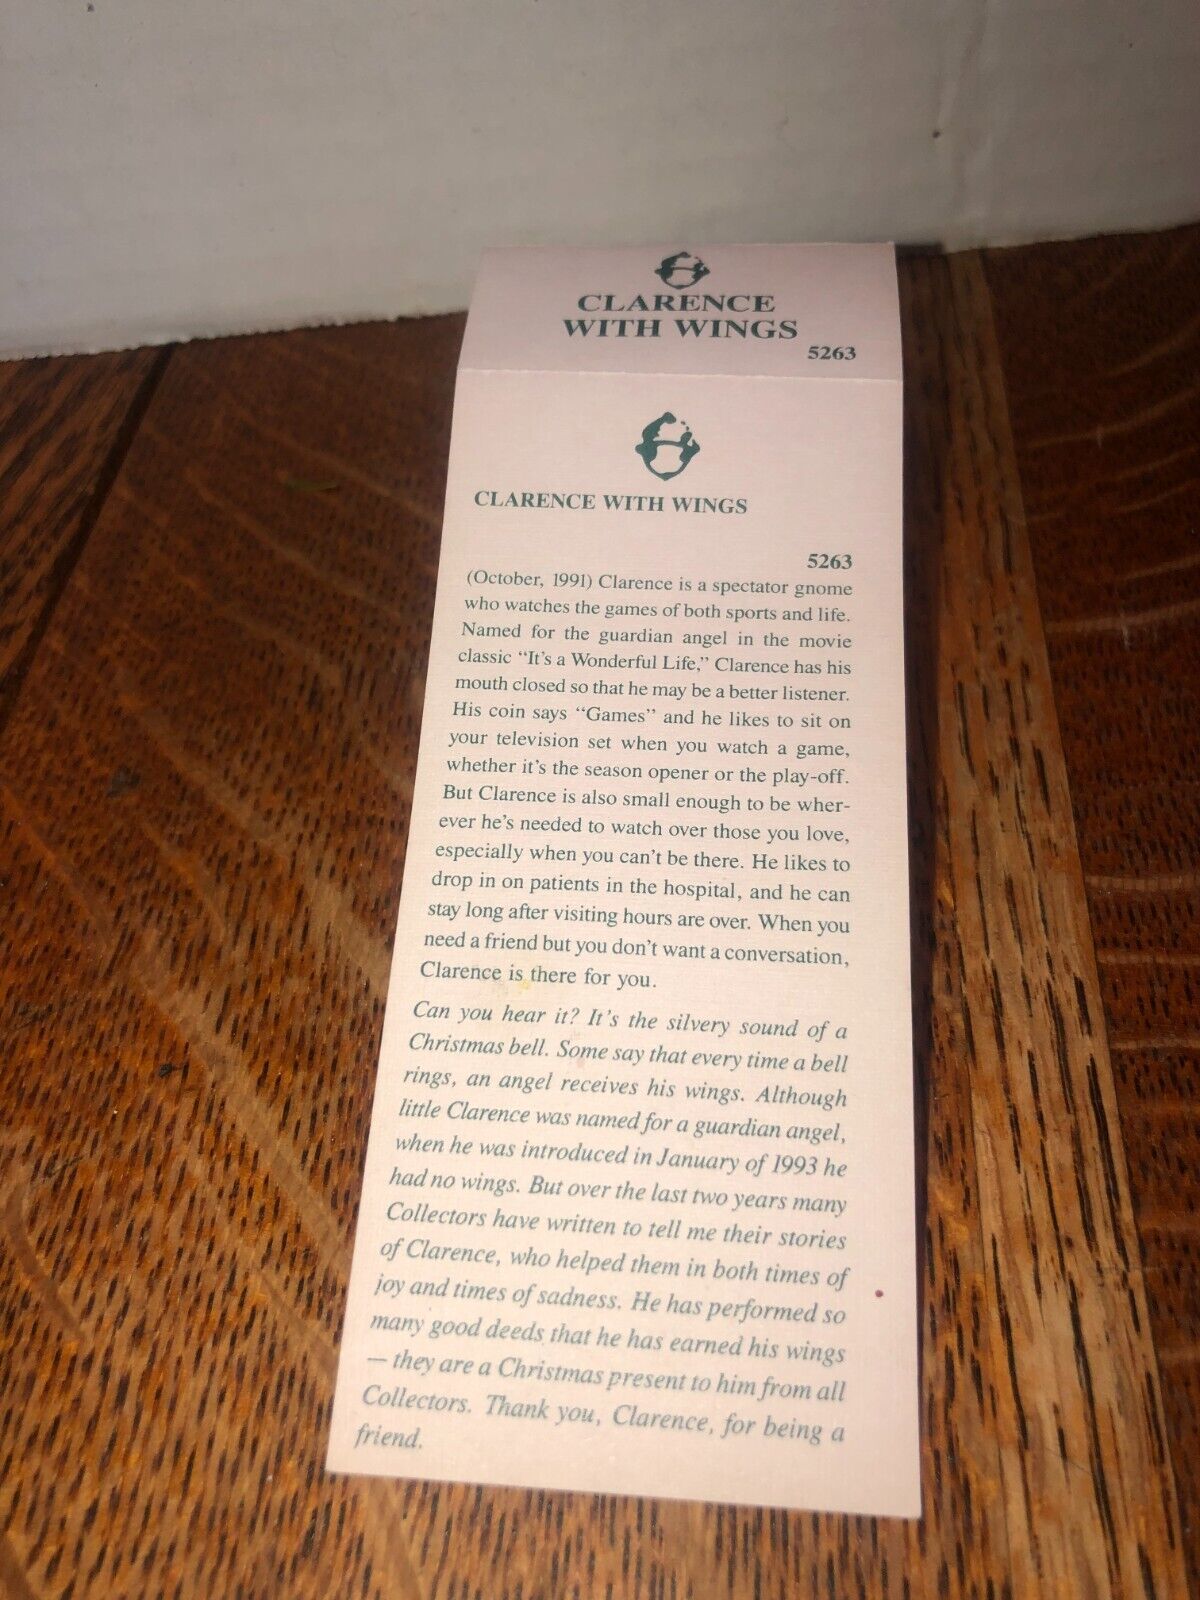 CLARENCE
WITH WINGS
5263
CLARENCE WITH WINGS
5263
(October, 1991) Clarence is a spectator gnome
who watches the games of both sports and life.
Named for the guardian angel in the movie
classic “It's a Wonderful Life,” Clarence has his
mouth closed so that he may be a better listener.
His coin says “Games” and he likes to sit on
your television set when you watch a game,
whether it's the season opener or the play-off.
But Clarence is also small enough to be wher-
ever he's needed to watch over those you love,
especially when you can't be there. He likes to
drop in on patients in the hospital, and he can
stay long after visiting hours are over. When you
need a friend but you don't want a conversation,
Clarence is there for you.
Can you hear it? It's the silvery sound of a
Christmas bell. Some say that every time a bell
rings, an angel receives his wings. Although
little Clarence was named for a guardian angel,
when he was introduced in January of 1993 he
had no wings. But over the last two years many
Collectors have written to tell me their stories
of Clarence, who helped them in both times of
joy and times of sadness. He has performed so
many good deeds that he has earned his wings
— they are a Christmas present to him from all
Collectors. Thank you, Clarence, for being a
friend.